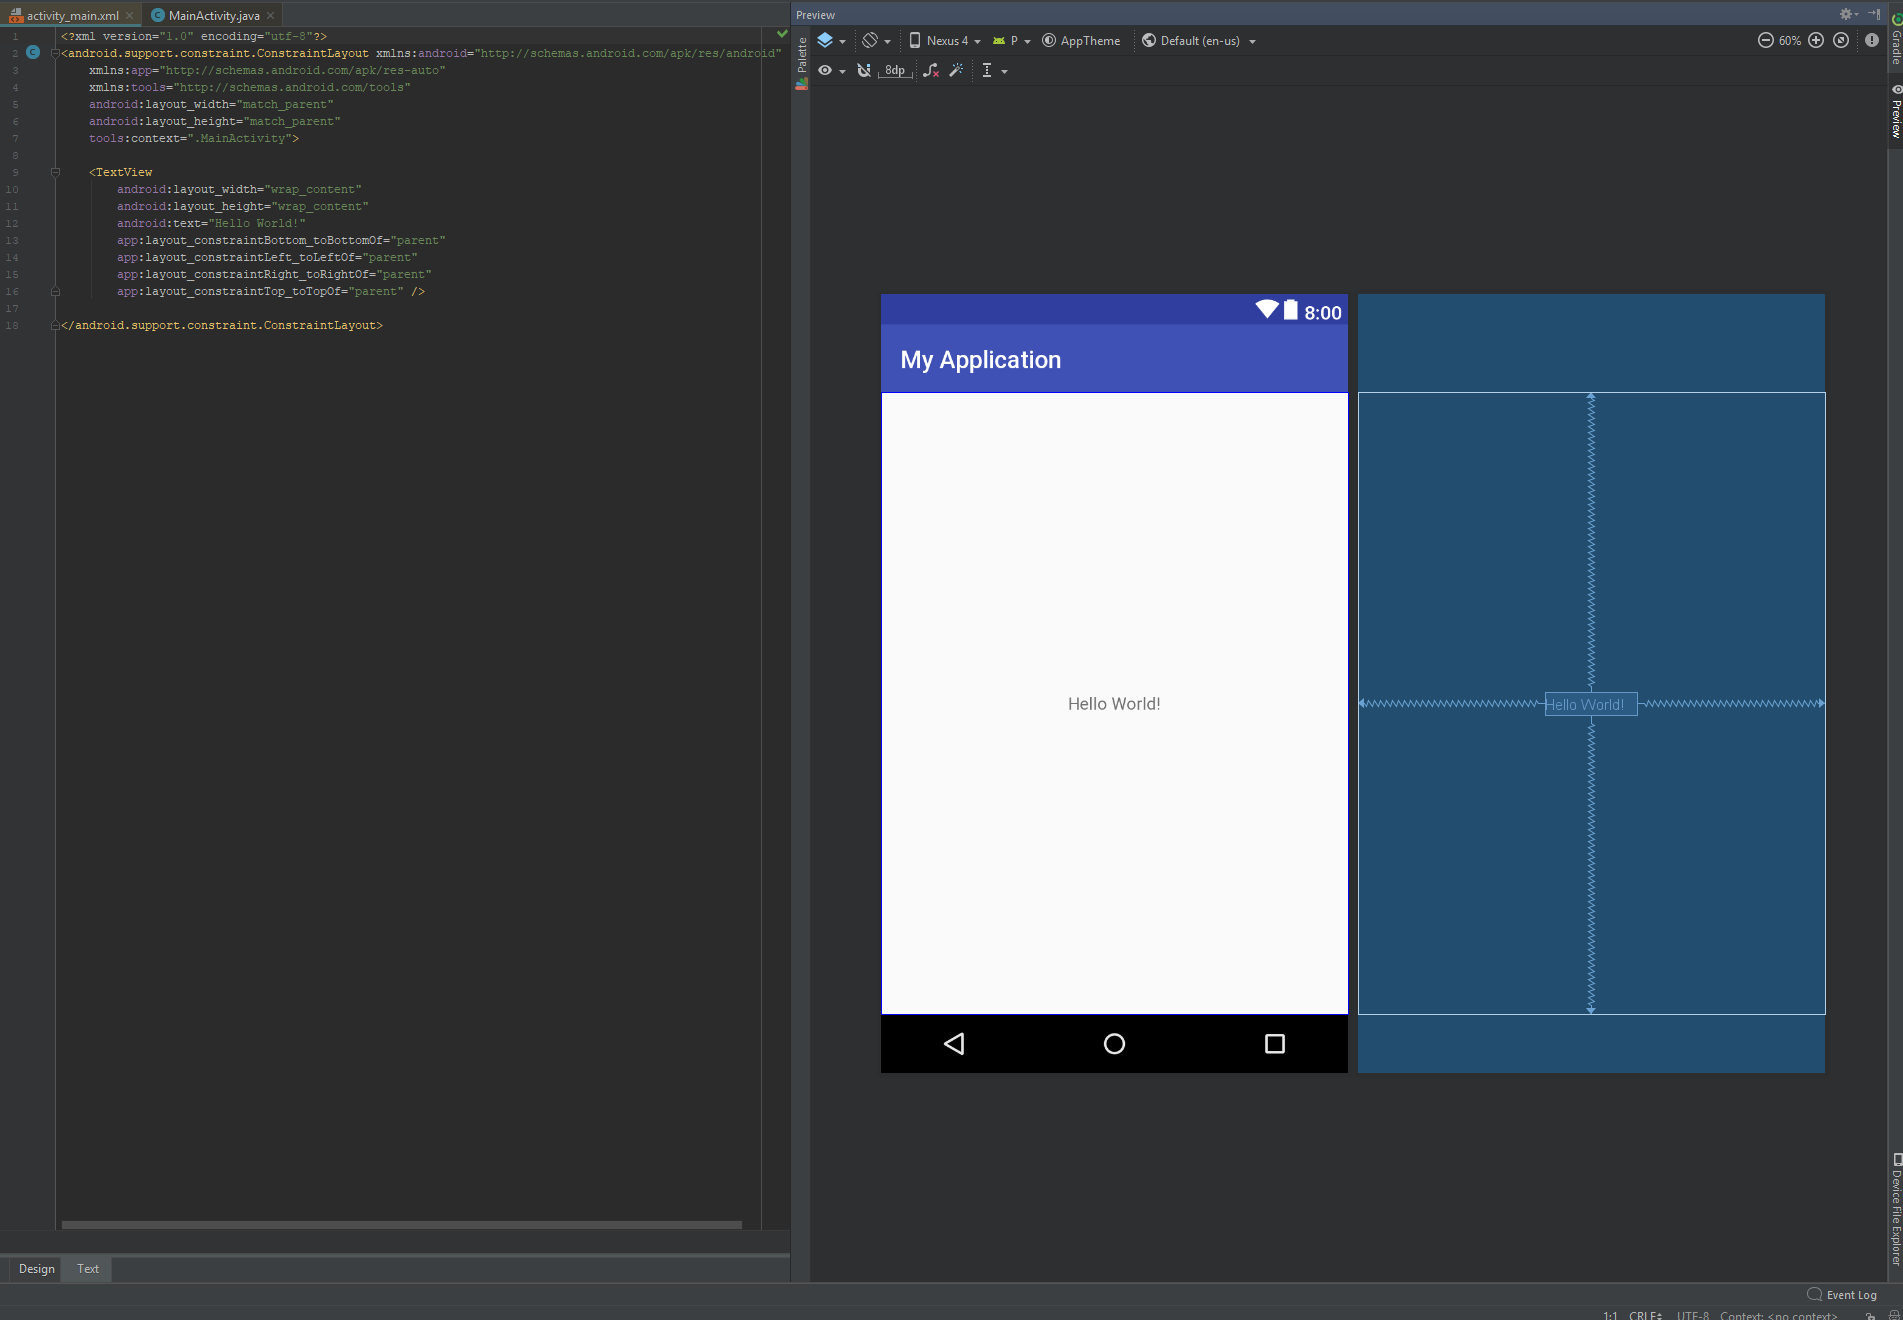 activity_main.xml
MainActivity.java
1 <?xml version="1.0" encoding="utf-8"?>
2 <android.support.constraint.ConstraintLayout xmlns:android="http://schemas.android.com/apk/res/android"
3 xmlns:app="http://schemas.android.com/apk/res-auto"
4 xmlns:tools="http://schemas.android.com/tools"
5 android:layout_width="match_parent"
6 android:layout_height="match_parent"
7 tools:context=".MainActivity">
8
9 <TextView
10 android:layout_width="wrap_content"
11 android:layout_height="wrap_content"
12 android:text="Hello World!"
13 app:layout_constraintBottom_toBottomOf="parent"
14 app:layout_constraintLeft_toLeftOf="parent"
15 app:layout_constraintRight_toRightOf="parent"
16 app:layout_constraintTop_toTopOf="parent" />
17
18 </android.support.constraint.ConstraintLayout>
Design Text
Preview
Palette
Nexus 4 P AppTheme Default (en-us) 60%
8dp
8:00
My Application
Hello World!
Hello World!
Gradle
Preview
Device File Explorer
Event Log
1:1 CRLF UTF-8 Context: <no context>